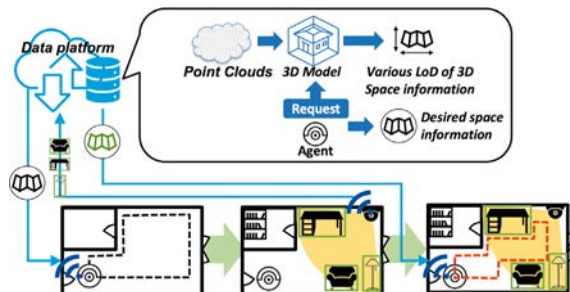 Data platform
Point Clouds
3D Model
Various LoD of 3D
Space information
Request
Agent
Desired space
information